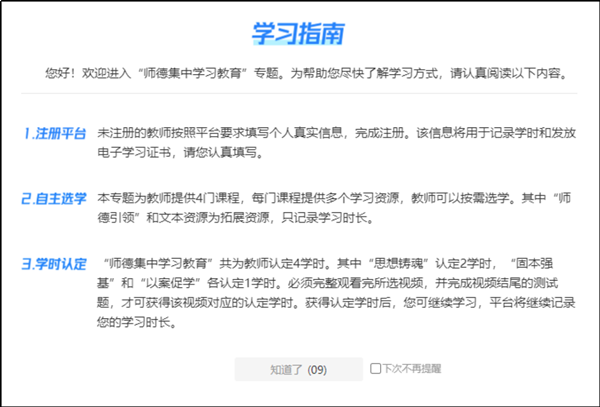 学习指南
您好！欢迎进入“师德集中学习教育”专题。为帮助您尽快了解学习方式，请认真阅读以下内容。
1.注册平台 未注册的教师按照平台要求填写个人真实信息，完成注册。该信息将用于记录学时和发放
电子学习证书，请您认真填写。
2.自主选学 本专题为教师提供4门课程，每门课程提供多个学习资源，教师可以按需选学。其中“师
德引领”和文本资源为拓展资源，只记录学习时长。
3.学时认定 “师德集中学习教育”共为教师认定4学时。其中“思想铸魂”认定2学时，“固本强
基”和“以案促学”各认定1学时。必须完整观看完所选视频，并完成视频结尾的测试
题，才可获得该视频对应的认定学时。获得认定学时后，您可继续学习，平台将继续记录
您的学习时长。
知道了 (09) 下次不再提醒